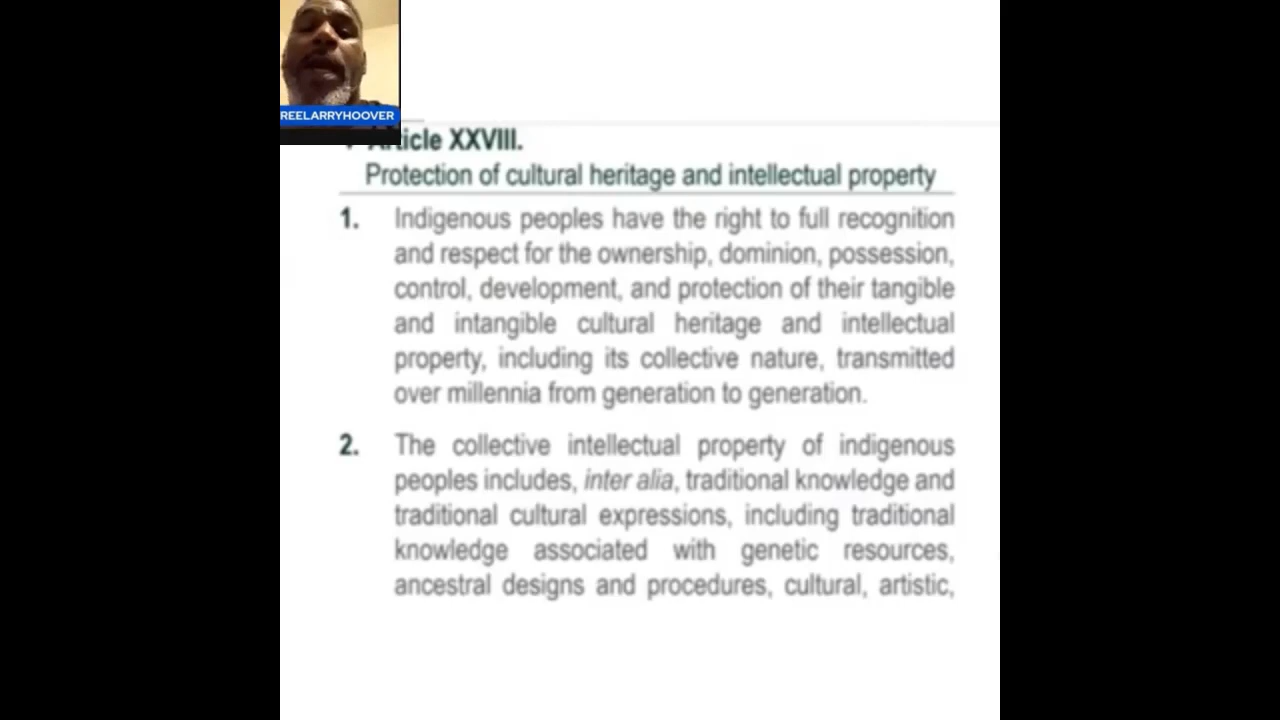 REELARRYHOOVER
Article XXVIII.
Protection of cultural heritage and intellectual property
1. Indigenous peoples have the right to full recognition
and respect for the ownership, dominion, possession,
control, development, and protection of their tangible
and intangible cultural heritage and intellectual
property, including its collective nature, transmitted
over millennia from generation to generation.
2. The collective intellectual property of indigenous
peoples includes, inter alia, traditional knowledge and
traditional cultural expressions, including traditional
knowledge associated with genetic resources,
ancestral designs and procedures, cultural, artistic,